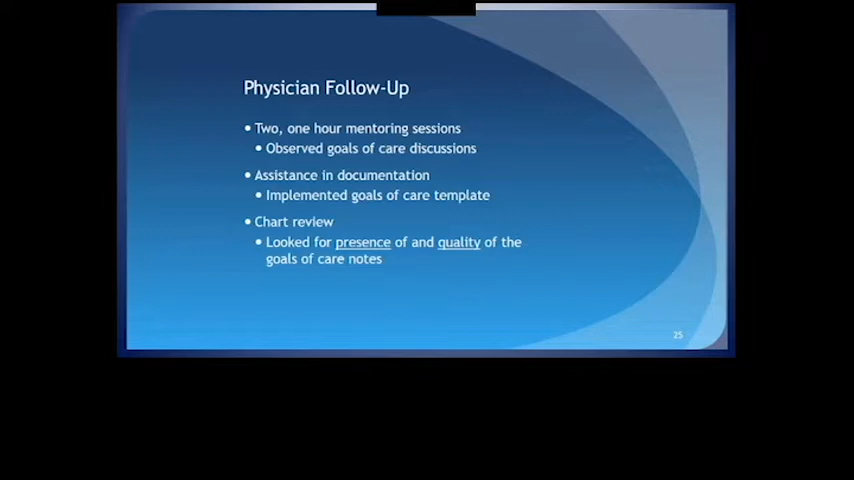 Physician Follow-Up
• Two, one hour mentoring sessions
• Observed goals of care discussions
• Assistance in documentation
• Implemented goals of care template
• Chart review
• Looked for presence of and quality of the
goals of care notes
25